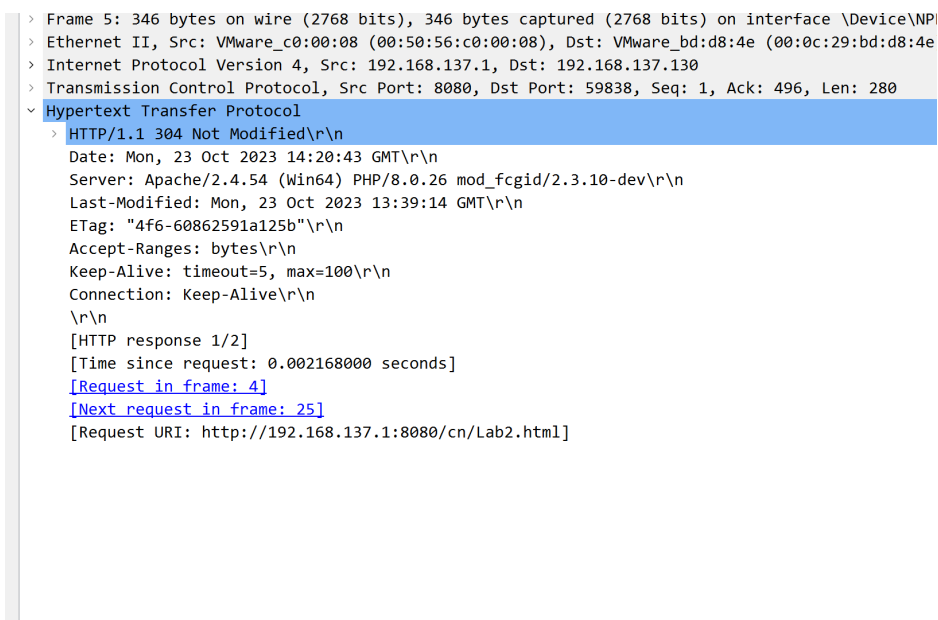 Frame 5: 346 bytes on wire (2768 bits), 346 bytes captured (2768 bits) on interface \Device\NPI
Ethernet II, Src: VMware_c0:00:08 (00:50:56:c0:00:08), Dst: VMware_bd:d8:4e (00:0c:29:bd:d8:4e
Internet Protocol Version 4, Src: 192.168.137.1, Dst: 192.168.137.130
Transmission Control Protocol, Src Port: 8080, Dst Port: 59838, Seq: 1, Ack: 496, Len: 280
Hypertext Transfer Protocol
HTTP/1.1 304 Not Modified\r\n
Date: Mon, 23 Oct 2023 14:20:43 GMT\r\n
Server: Apache/2.4.54 (Win64) PHP/8.0.26 mod_fcgid/2.3.10-dev\r\n
Last-Modified: Mon, 23 Oct 2023 13:39:14 GMT\r\n
ETag: "4f6-60862591a125b"\r\n
Accept-Ranges: bytes\r\n
Keep-Alive: timeout=5, max=100\r\n
Connection: Keep-Alive\r\n
\r\n
[HTTP response 1/2]
[Time since request: 0.002168000 seconds]
[Request in frame: 4]
[Next request in frame: 25]
[Request URI: http://192.168.137.1:8080/cn/Lab2.html]